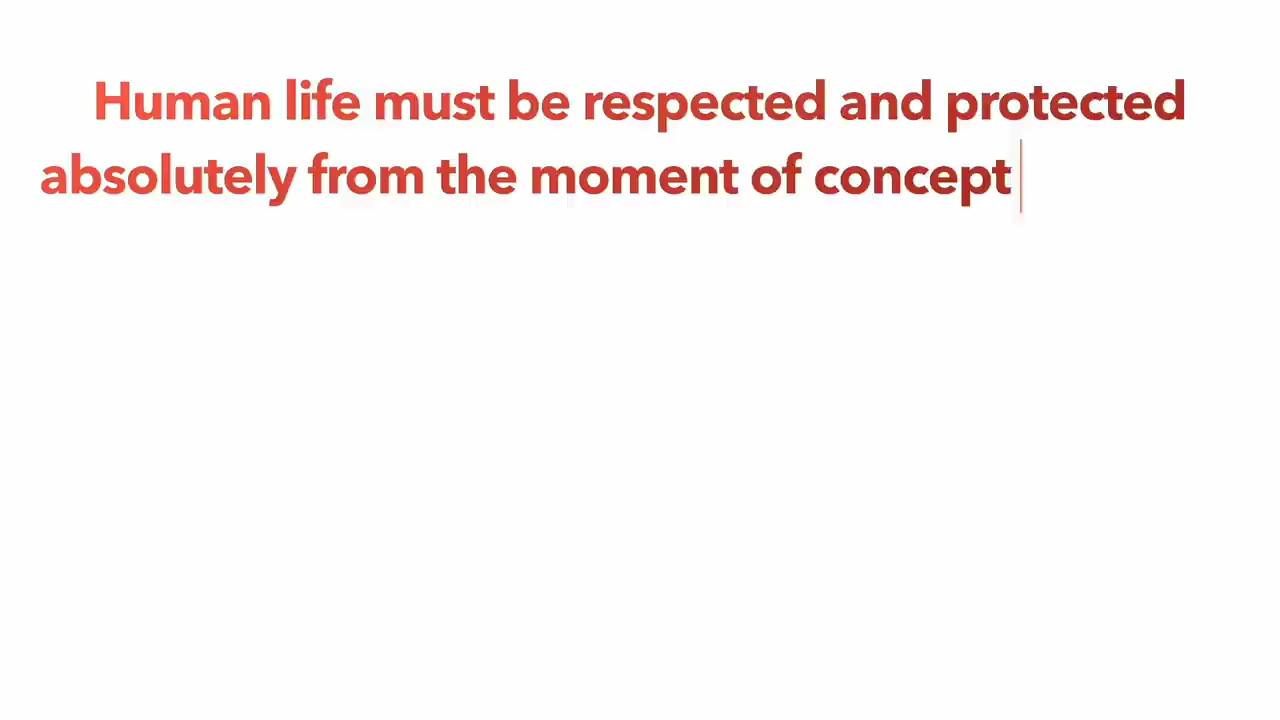 Human life must be respected and protected
absolutely from the moment of concept